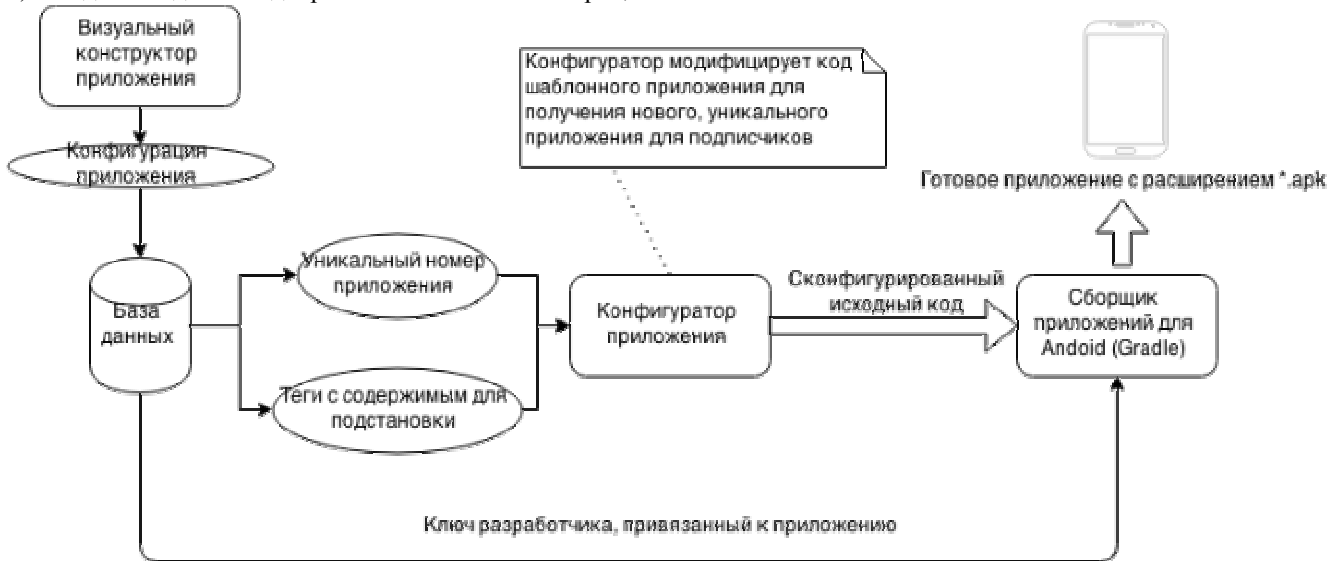 Визуальный
конструктор
приложения
Конфигурация
приложения
База
данных
Уникальный номер
приложения
Теги с содержимым для
подстановки
Конфигуратор модифицирует код
шаблонного приложения для
получения нового, уникального
приложения для подписчиков
Конфигуратор
приложения
Сконфигурированный
исходный код
Сборщик
приложений для
Andoid (Gradle)
Готовое приложение с расширением *.apk
Ключ разработчика, привязанный к приложению